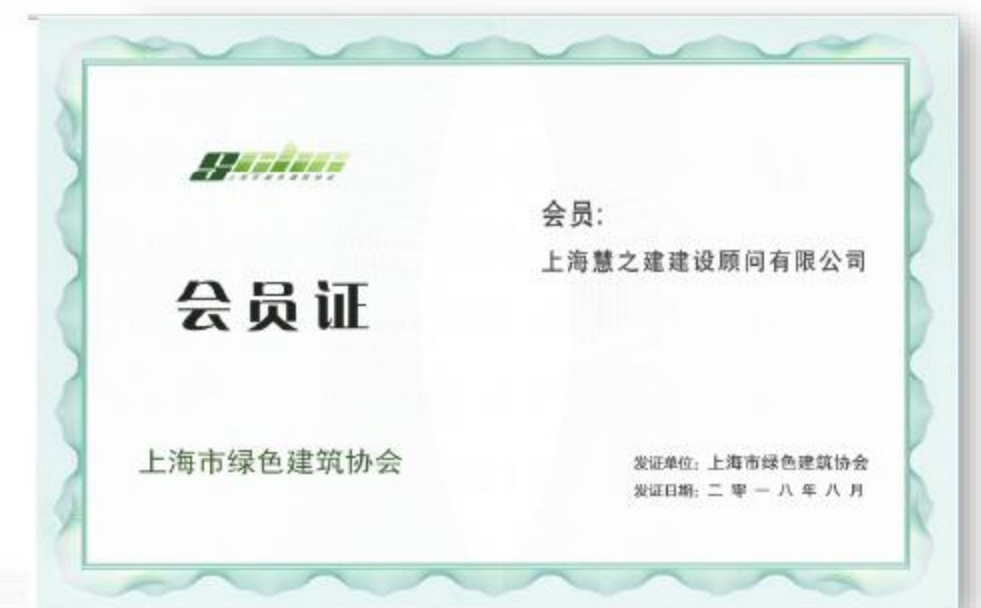 sgbc
会员证
上海市绿色建筑协会
会员:
上海慧之建建设顾问有限公司
发证单位: 上海市绿色建筑协会
发证日期: 二零一八年八月